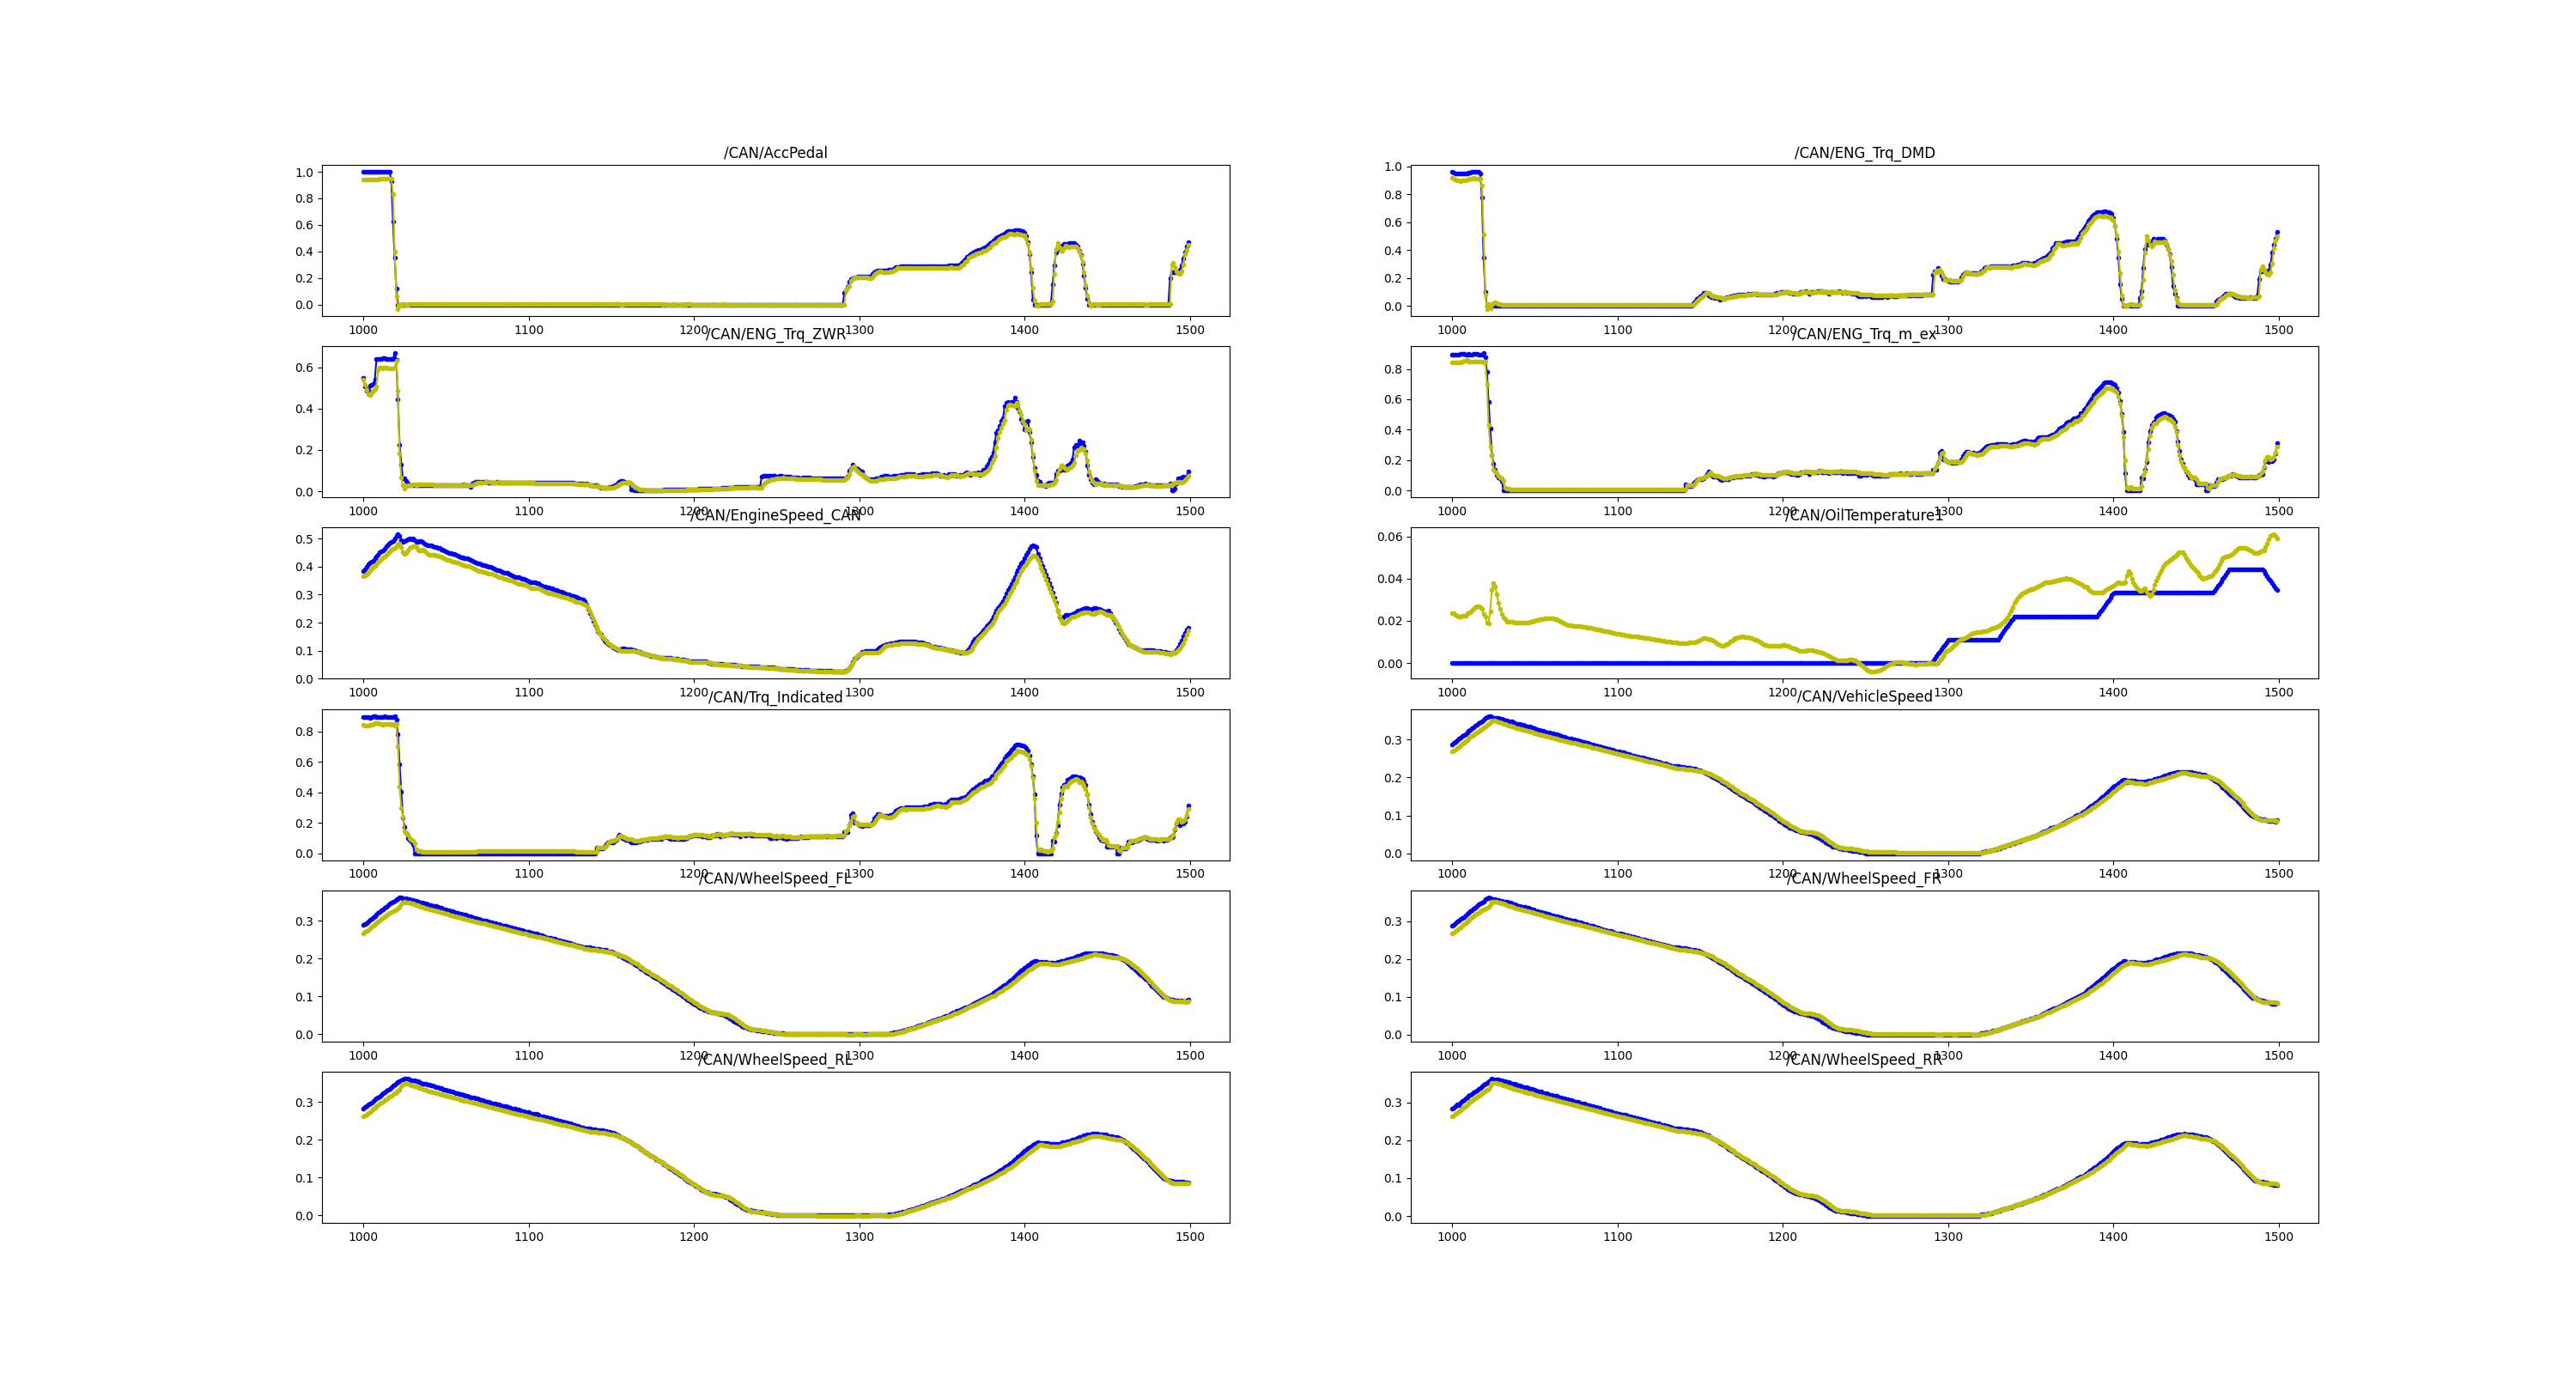 /CAN/AccPedal
1.0
0.8
0.6
0.4
0.2
0.0
1000 1100 1200 1300 1400 1500
/CAN/ENG_Trq_DMD
1.0
0.8
0.6
0.4
0.2
0.0
1000 1100 1200 1300 1400 1500
/CAN/ENG_Trq_ZWR
0.6
0.4
0.2
0.0
1000 1100 1200 1300 1400 1500
/CAN/ENG_Trq_m_ex
0.8
0.6
0.4
0.2
0.0
1000 1100 1200 1300 1400 1500
/CAN/EngineSpeed_CAN
0.5
0.4
0.3
0.2
0.1
0.0
1000 1100 1200 1300 1400 1500
/CAN/OilTemperature1
0.06
0.04
0.02
0.00
1000 1100 1200 1300 1400 1500
/CAN/Trq_Indicated
0.8
0.6
0.4
0.2
0.0
1000 1100 1200 1300 1400 1500
/CAN/VehicleSpeed
0.3
0.2
0.1
0.0
1000 1100 1200 1300 1400 1500
/CAN/WheelSpeed_FL
0.3
0.2
0.1
0.0
1000 1100 1200 1300 1400 1500
/CAN/WheelSpeed_FR
0.3
0.2
0.1
0.0
1000 1100 1200 1300 1400 1500
/CAN/WheelSpeed_RL
0.3
0.2
0.1
0.0
1000 1100 1200 1300 1400 1500
/CAN/WheelSpeed_RR
0.3
0.2
0.1
0.0
1000 1100 1200 1300 1400 1500